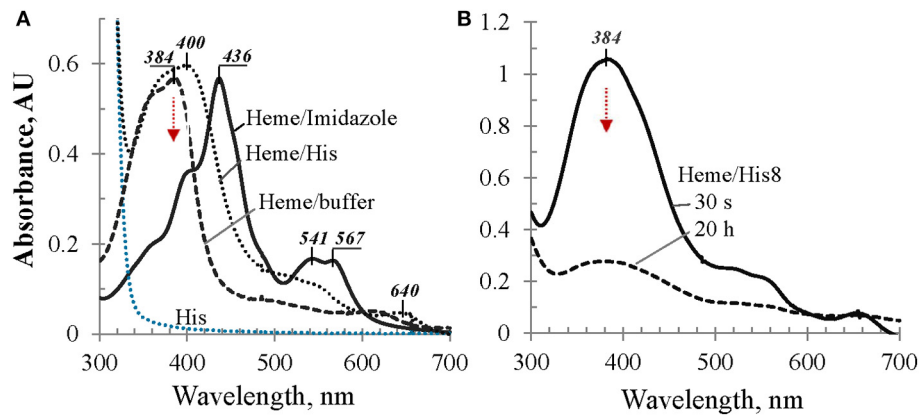 A
B
384
400
436
Heme/Imidazole
Heme/His
Heme/buffer
541
567
640
His
Absorbance, AU
0.6
0.4
0.2
0
300
400
500
600
700
Wavelength, nm
384
Heme/His8
30 s
20 h
1.2
1
0.8
0.6
0.4
0.2
0
300
400
500
600
700
Wavelength, nm